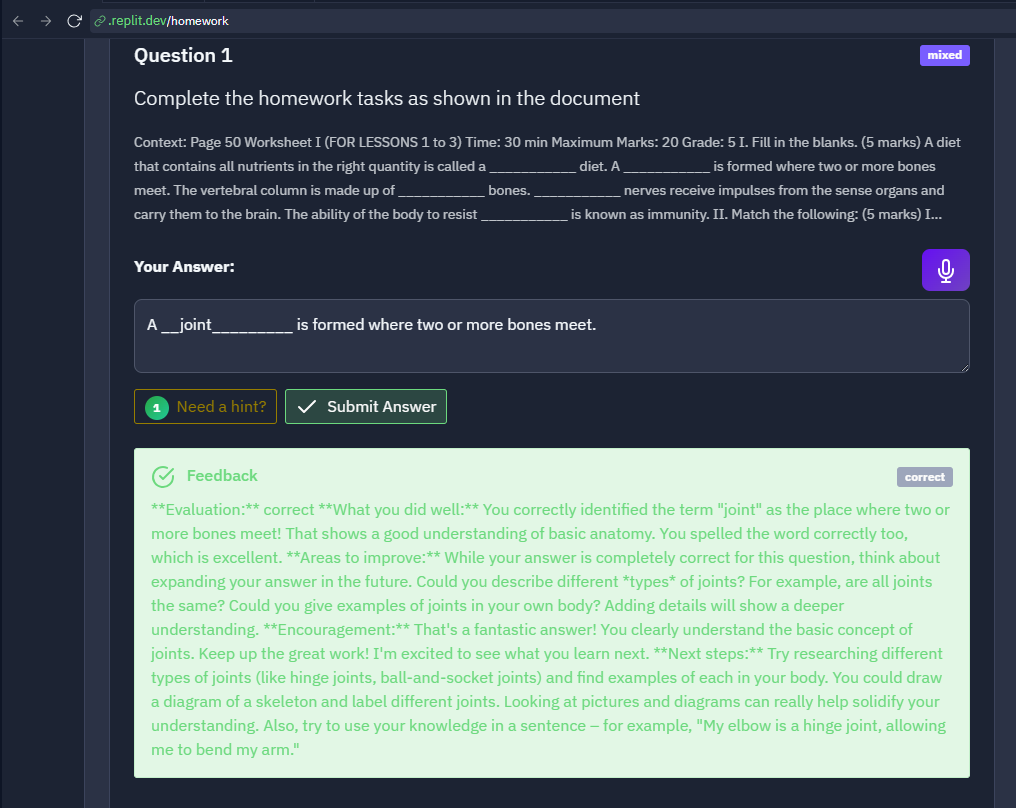 .replit.dev/homework
Question 1
mixed
Complete the homework tasks as shown in the document
Context: Page 50 Worksheet I (FOR LESSONS 1 to 3) Time: 30 min Maximum Marks: 20 Grade: 5 I. Fill in the blanks. (5 marks) A diet
that contains all nutrients in the right quantity is called a ___________ diet. A ___________ is formed where two or more bones
meet. The vertebral column is made up of ___________ bones. ___________ nerves receive impulses from the sense organs and
carry them to the brain. The ability of the body to resist ___________ is known as immunity. II. Match the following: (5 marks) I...
Your Answer:
A __joint_________ is formed where two or more bones meet.
1 Need a hint?
Submit Answer
Feedback
correct
**Evaluation:** correct **What you did well:** You correctly identified the term "joint" as the place where two or
more bones meet! That shows a good understanding of basic anatomy. You spelled the word correctly too,
which is excellent. **Areas to improve:** While your answer is completely correct for this question, think about
expanding your answer in the future. Could you describe different *types* of joints? For example, are all joints
the same? Could you give examples of joints in your own body? Adding details will show a deeper
understanding. **Encouragement:** That's a fantastic answer! You clearly understand the basic concept of
joints. Keep up the great work! I'm excited to see what you learn next. **Next steps:** Try researching different
types of joints (like hinge joints, ball-and-socket joints) and find examples of each in your body. You could draw
a diagram of a skeleton and label different joints. Looking at pictures and diagrams can really help solidify your
understanding. Also, try to use your knowledge in a sentence – for example, "My elbow is a hinge joint, allowing
me to bend my arm."